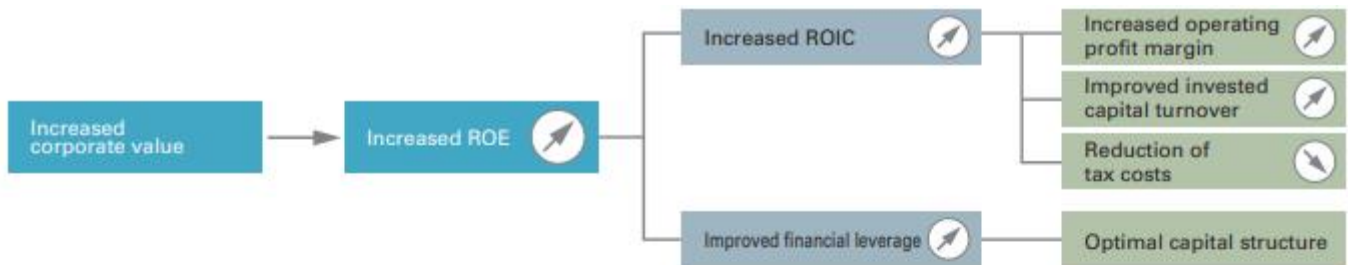 Increased
corporate value
Increased ROE
Increased ROIC
Increased operating
profit margin
Improved invested
capital turnover
Reduction of
tax costs
Improved financial leverage
Optimal capital structure